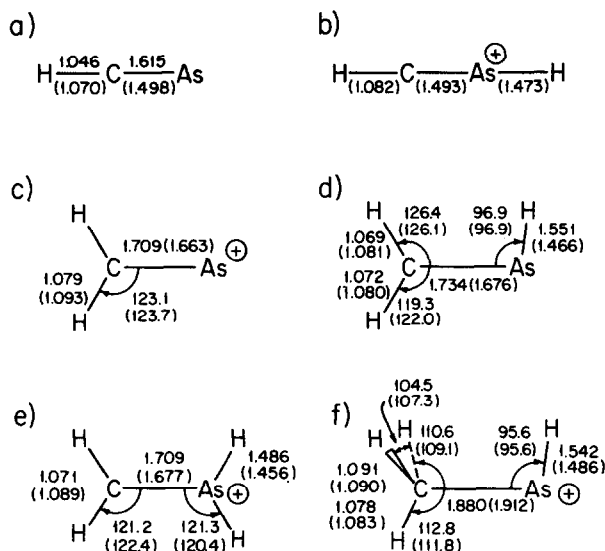 a)
1.046 1.615
H C As
(1.070) (1.498)
b)
⊕
H C As H
(1.082) (1.493) (1.473)
c)
H
1.709(1.663) ⊕
C As
1.079
(1.093)
123.1
(123.7)
H
d)
H H
126.4
(126.1)
96.9
(96.9)
1.069
(1.081)
1.551
(1.466)
C As
1.072
(1.080)
1.734(1.676)
119.3
(122.0)
H
e)
H H
1.709
(1.677)
1.486
(1.456)
1.071
(1.089)
C As ⊕
121.2
(122.4)
121.3
(120.4)
H H
f)
104.5
(107.3)
H H H
110.6
(109.1)
95.6
(95.6)
1.542
(1.486)
1.091
(1.090)
C As ⊕
1.880(1.912)
1.078
(1.083)
H
112.8
(111.8)